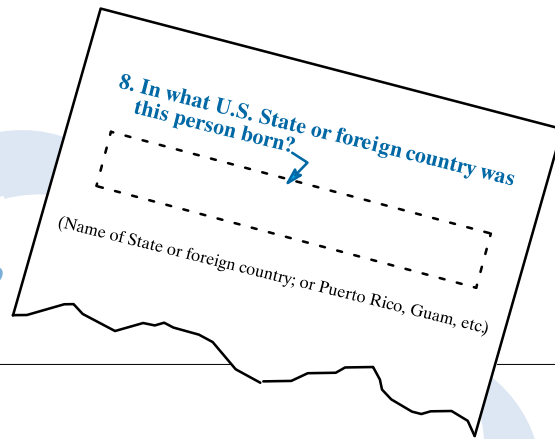 8. In what U.S. State or foreign country was
this person born?
(Name of State or foreign country; or Puerto Rico, Guam, etc.)